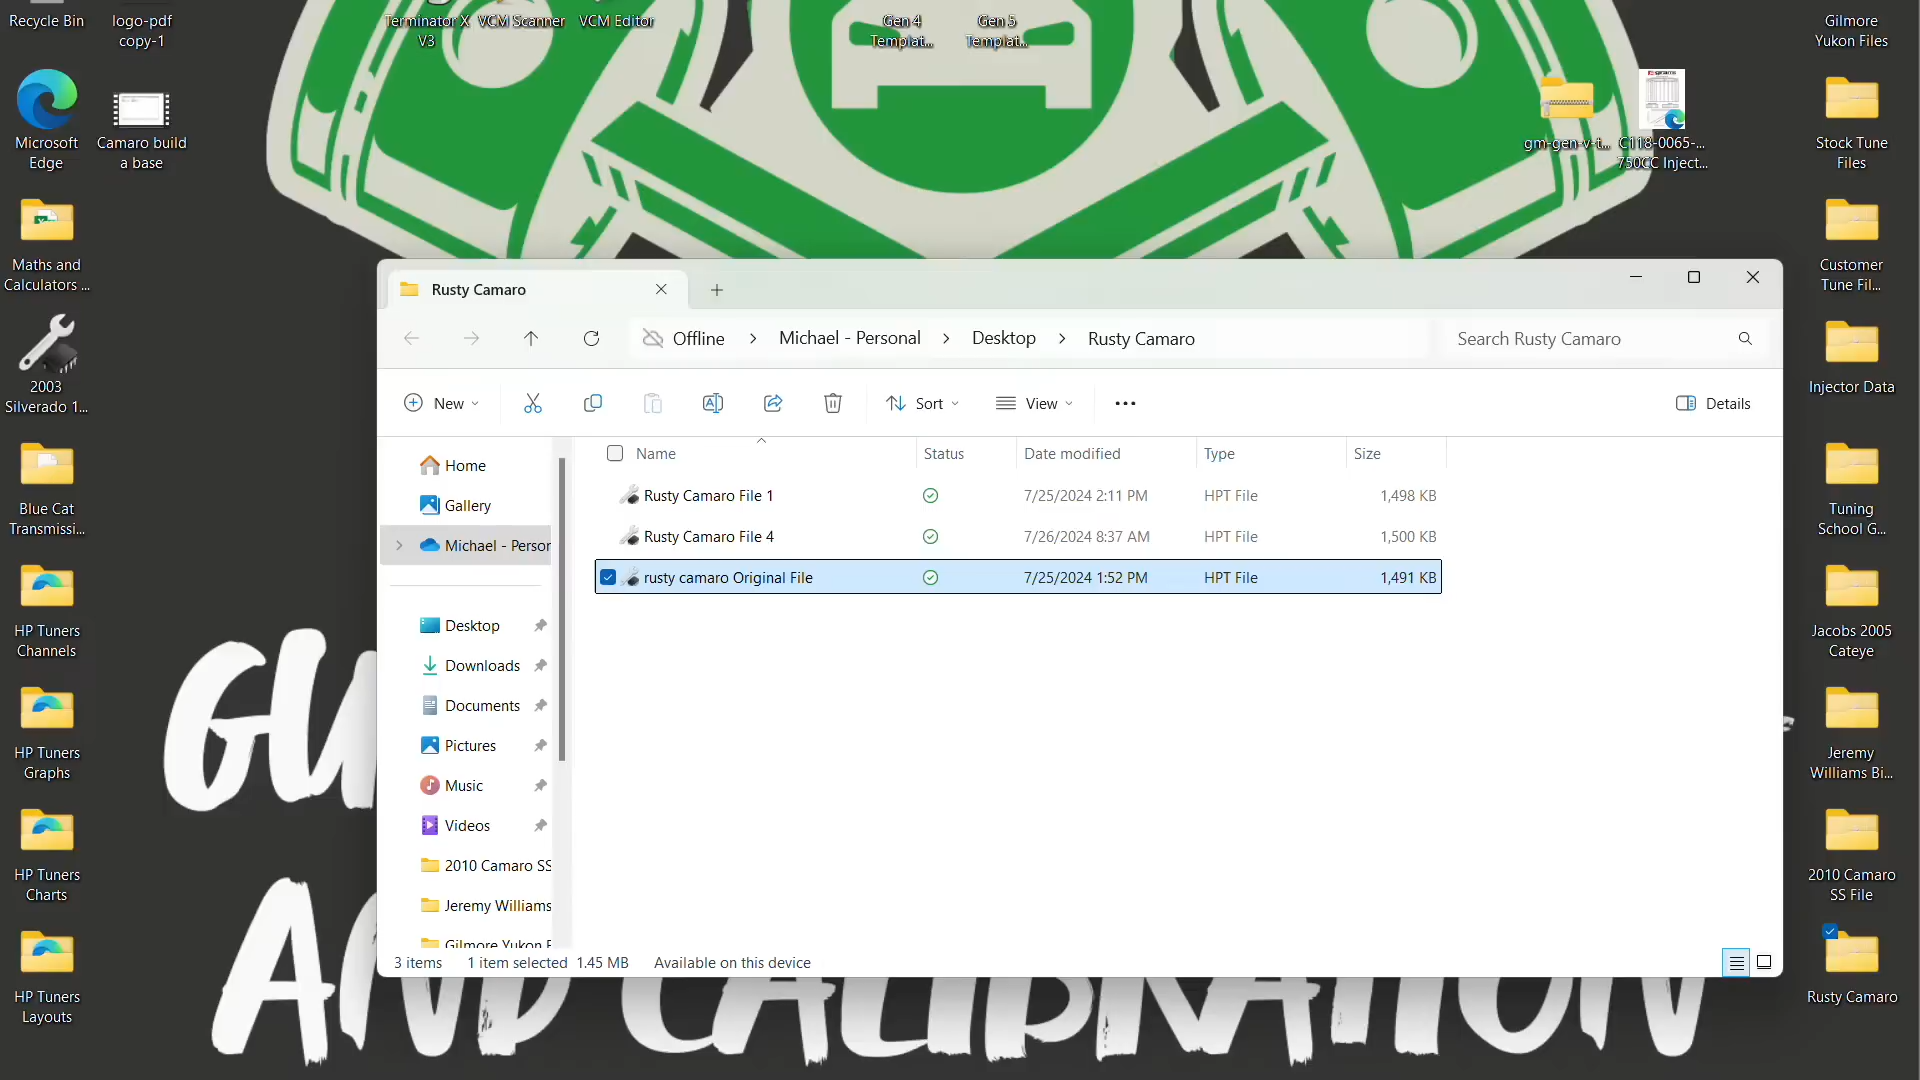 Recycle Bin
logo-pdf
copy-1
Terminator X
V3
VCM Scanner
VCM Editor
Gen 4
Templat...
Gen 5
Templat...
Gilmore
Yukon Files
Microsoft
Edge
Camaro build
a base
gm-gen-v-t...
C118-0065-...
750CC Inject...
Stock Tune
Files
Maths and
Calculators ...
Customer
Tune Fil...
2003
Silverado 1...
Injector Data
Blue Cat
Transmissi...
Tuning
School G...
HP Tuners
Channels
Jacobs 2005
Cateye
HP Tuners
Graphs
Jeremy
Williams Bi...
HP Tuners
Charts
2010 Camaro
SS File
HP Tuners
Layouts
Rusty Camaro
Rusty Camaro
Offline > Michael - Personal > Desktop > Rusty Camaro
Search Rusty Camaro
New
Sort
View
Details
Home
Gallery
Michael - Person
Desktop
Downloads
Documents
Pictures
Music
Videos
2010 Camaro SS
Jeremy Williams
Gilmore Yukon F
Name Status Date modified Type Size
Rusty Camaro File 1 7/25/2024 2:11 PM HPT File 1,498 KB
Rusty Camaro File 4 7/26/2024 8:37 AM HPT File 1,500 KB
rusty camaro Original File 7/25/2024 1:52 PM HPT File 1,491 KB
3 items 1 item selected 1.45 MB Available on this device
AND CALIBRATION